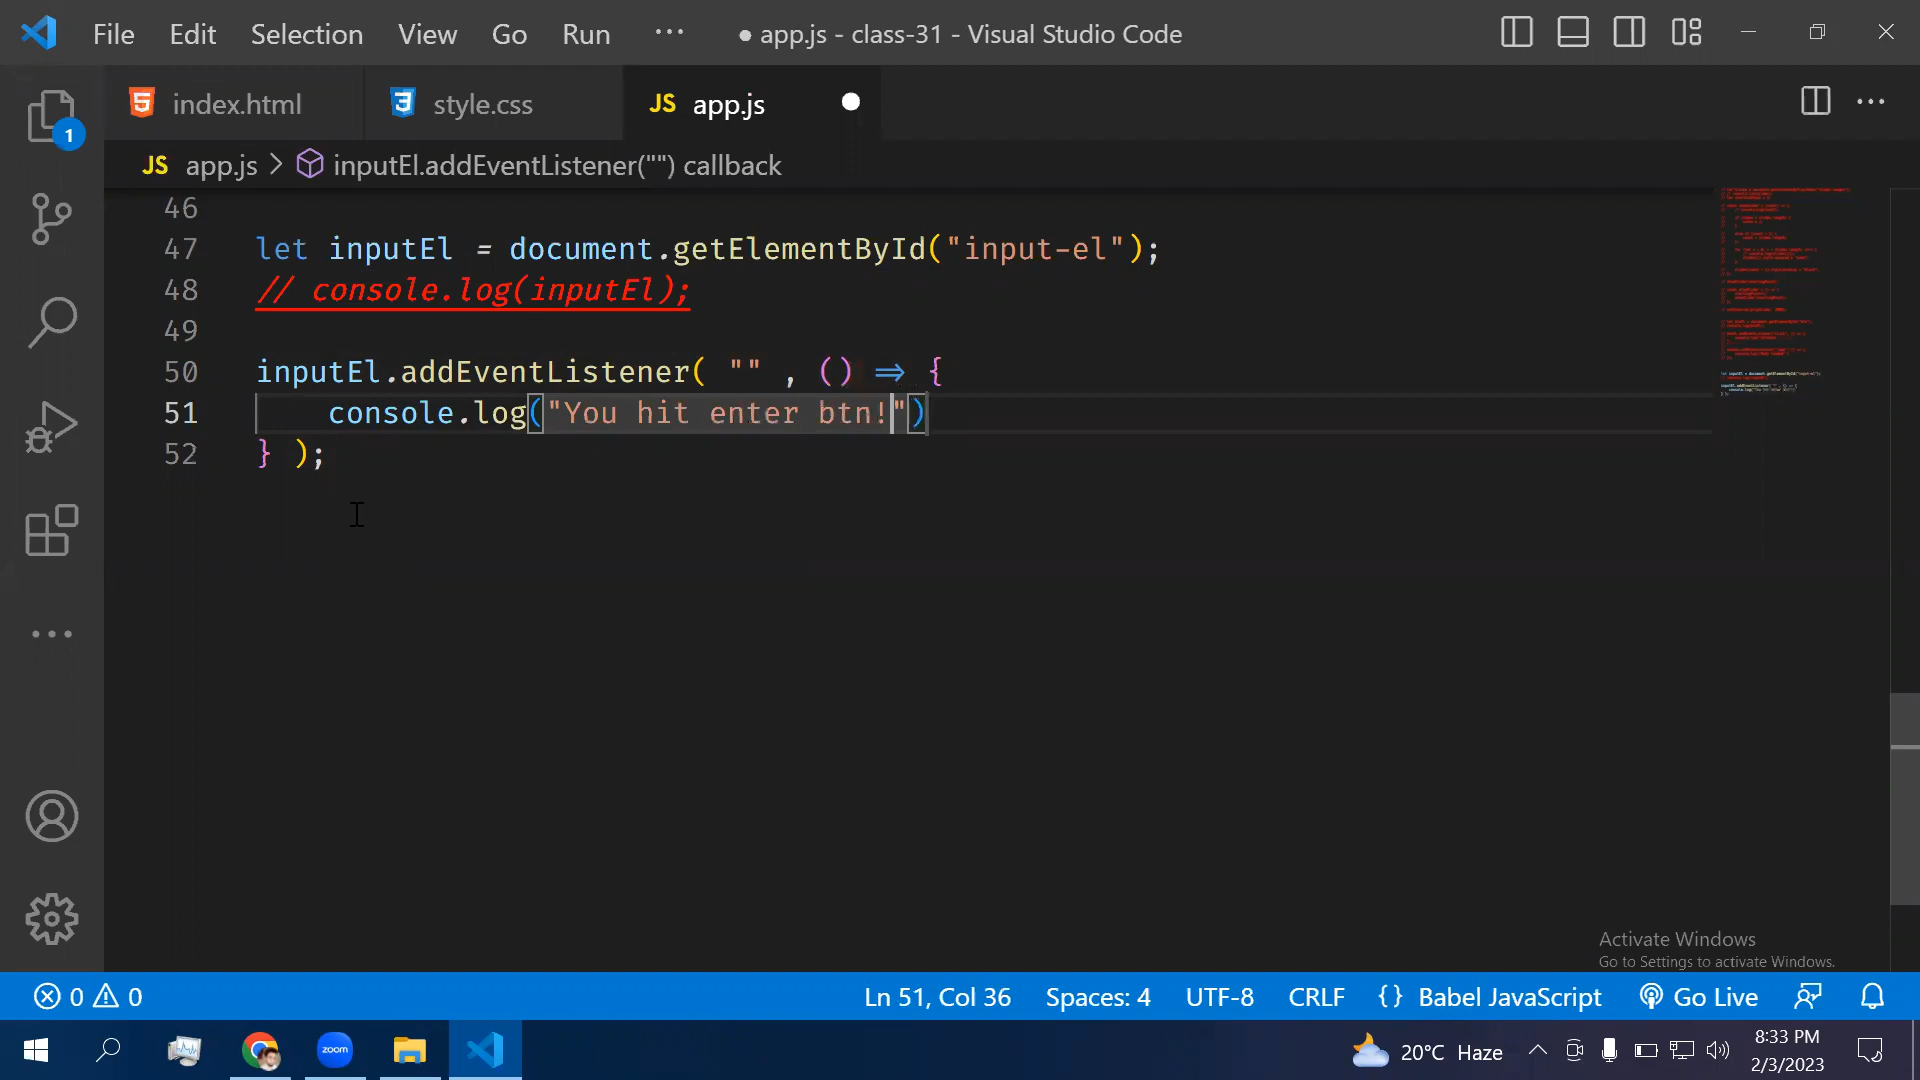 File Edit Selection View Go Run ··· ● app.js - class-31 - Visual Studio Code
index.html style.css JS app.js
JS app.js > inputEl.addEventListener("") callback
1
46
47 let inputEl = document.getElementById("input-el");
48 // console.log(inputEl);
49
50 inputEl.addEventListener( "" , () => {
51 console.log("You hit enter btn!")
52 } );
Activate Windows
Go to Settings to activate Windows.
0 0 Ln 51, Col 36 Spaces: 4 UTF-8 CRLF {} Babel JavaScript Go Live
zoom 20°C Haze 8:33 PM
2/3/2023